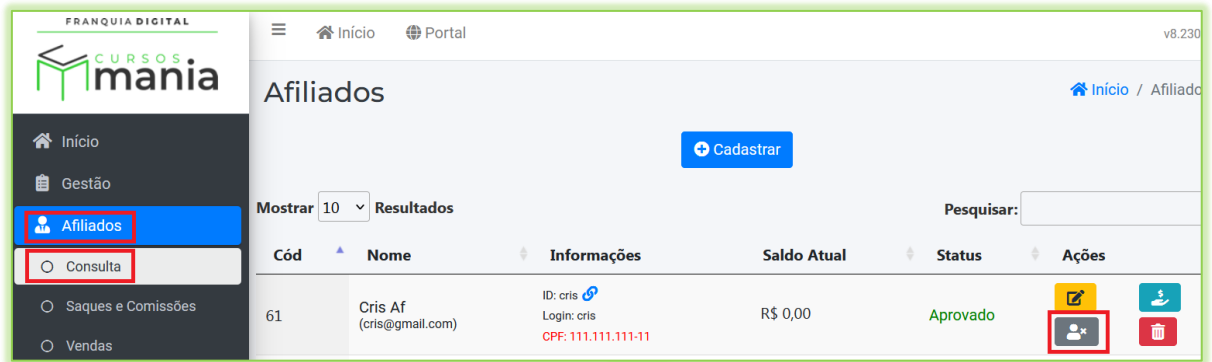 FRANQUIA DIGITAL
CURSOS
mania
Início
Gestão
Afiliados
Consulta
Saques e Comissões
Vendas
Início Portal v8.230
Afiliados
Início / Afiliado
Cadastrar
Mostrar 10 Resultados Pesquisar:
Cód Nome Informações Saldo Atual Status Ações
61
Cris Af
(cris@gmail.com)
ID: cris
Login: cris
CPF: 111.111.111-11
R$ 0,00
Aprovado